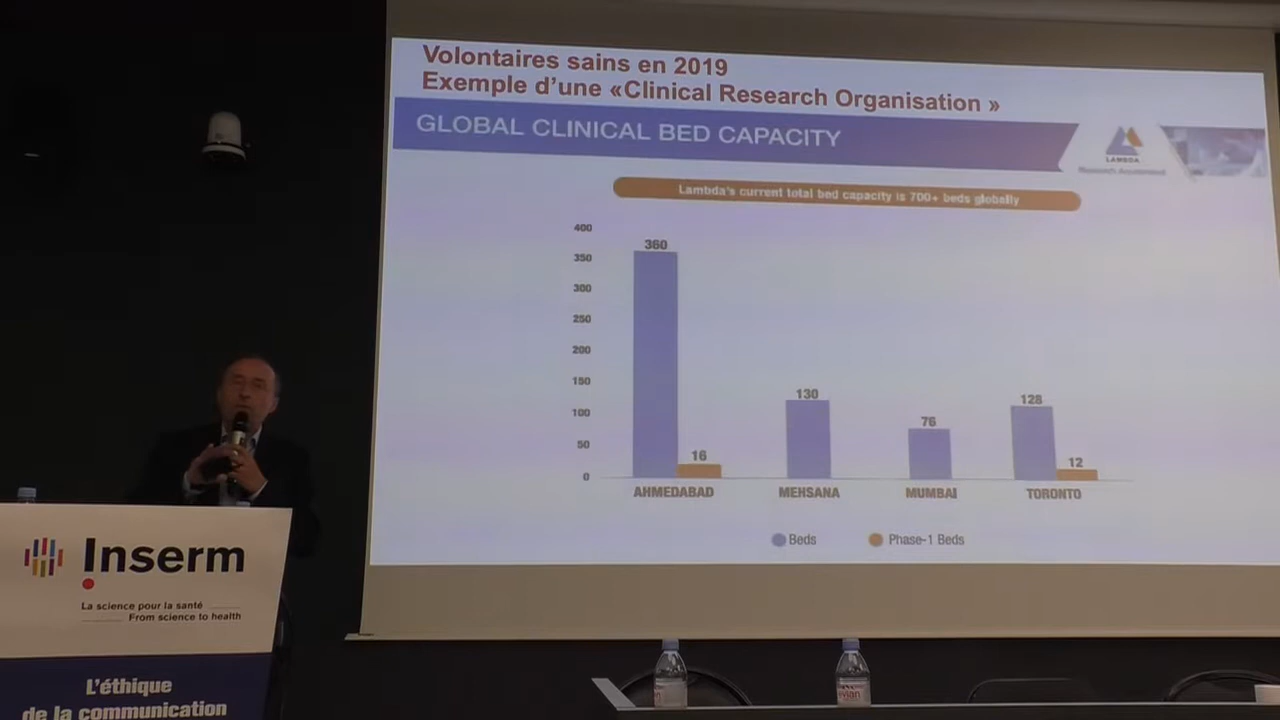 Volontaires sains en 2019
Exemple d'une «Clinical Research Organisation »
GLOBAL CLINICAL BED CAPACITY
LAMBDA
Research Accelerated
Lambda's current total bed capacity is 700+ beds globally
400
350
300
250
200
150
100
50
0
360
16
130
76
128
12
AHMEDABAD
MEHSANA
MUMBAI
TORONTO
Beds
Phase-1 Beds
Inserm
La science pour la santé
From science to health
L'éthique
de la communication
evian